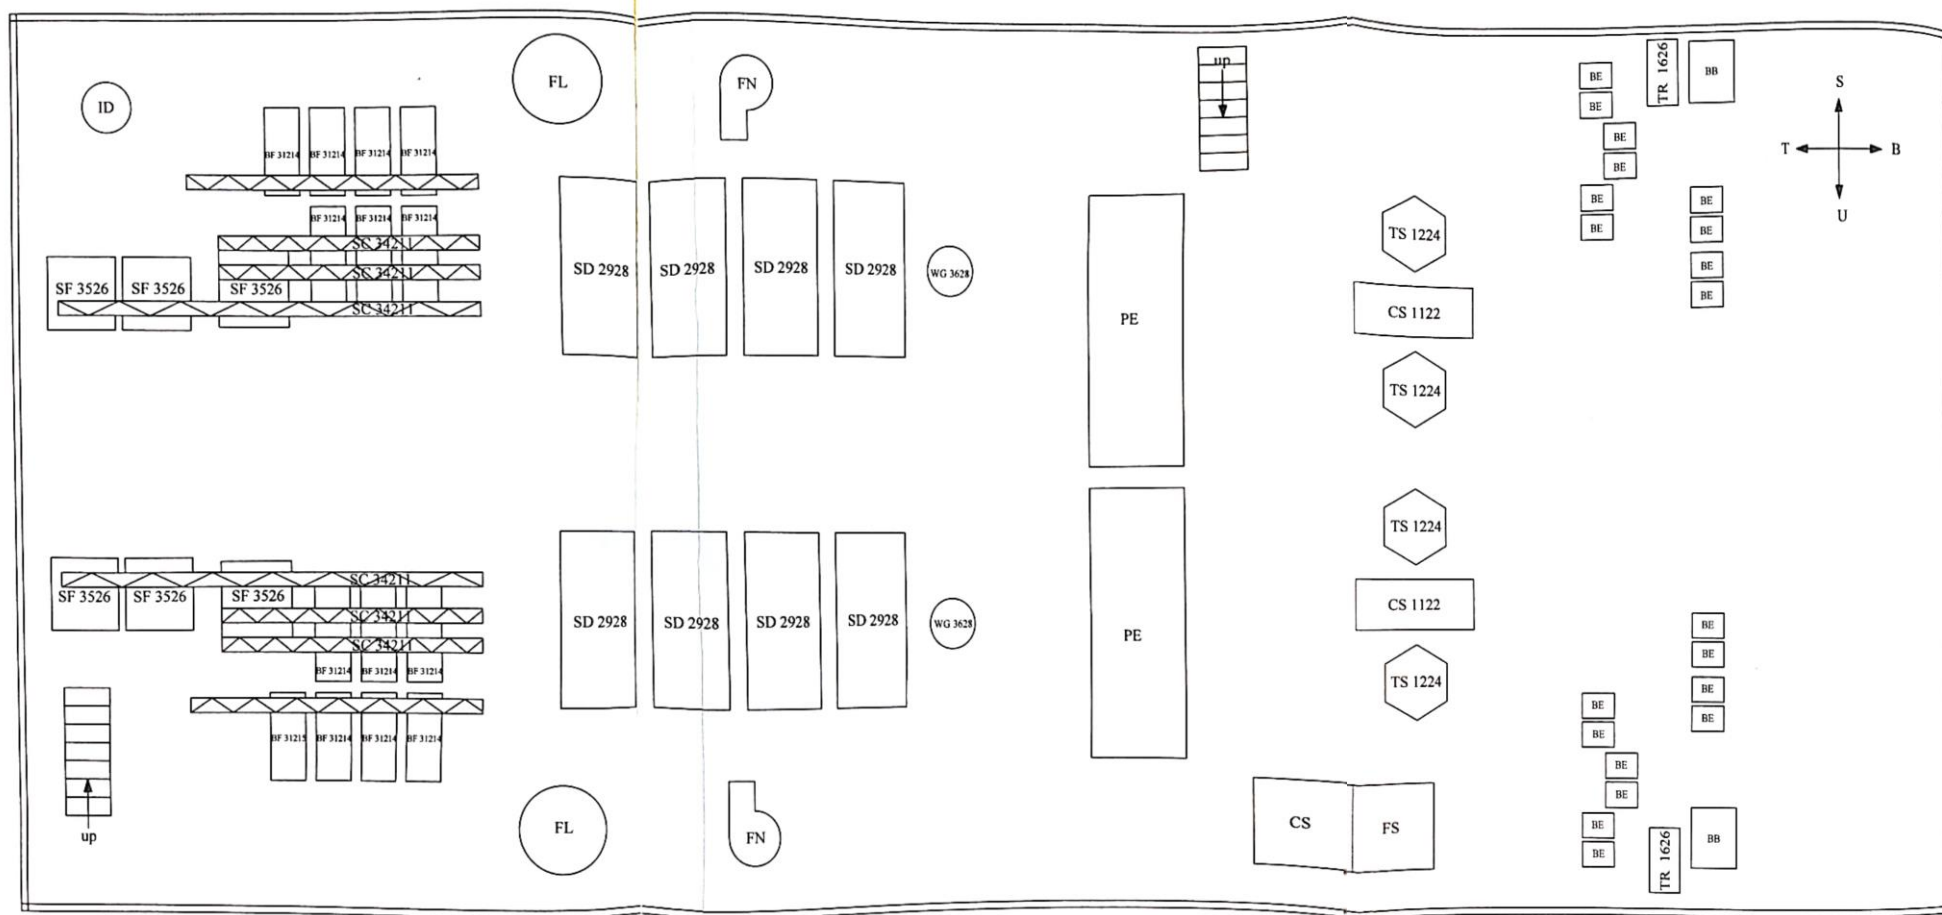 FL
FN
up
BE
TR 1626
BB
BE
ID
S
BE
T
B
BE
U
BF 31214
BF 31214
BF 31214
BF 31214
BE
BE
BE
BE
BF 31214
BF 31214
BF 31214
TS 1224
SC 34211
SC 34211
SC 34211
SF 3526
SF 3526
SF 3526
SD 2928
SD 2928
SD 2928
SD 2928
WG 3628
BE
BE
PE
CS 1122
TS 1224
TS 1224
SC 34211
SC 34211
SC 34211
SF 3526
SF 3526
SF 3526
SD 2928
SD 2928
SD 2928
SD 2928
WG 3628
PE
CS 1122
BE
BE
BF 31214
BF 31214
BF 31214
TS 1224
BE
BE
BE
BE
BF 31215
BF 31214
BF 31214
BF 31214
BE
BE
up
FL
FN
CS
FS
BE
BE
TR 1626
BB